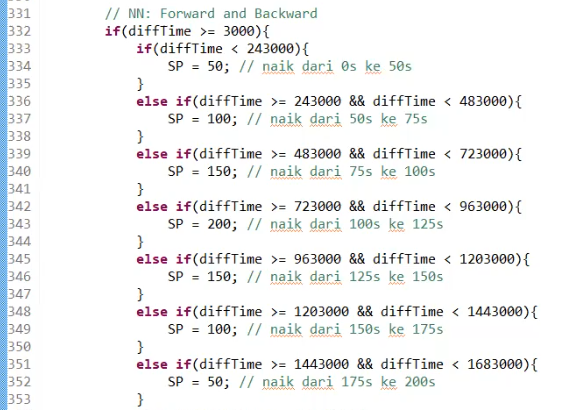 331 // NN: Forward and Backward
332 if(diffTime >= 3000){
333 if(diffTime < 243000){
334 SP = 50; // naik dari 0s ke 50s
335 }
336 else if(diffTime >= 243000 && diffTime < 483000){
337 SP = 100; // naik dari 50s ke 75s
338 }
339 else if(diffTime >= 483000 && diffTime < 723000){
340 SP = 150; // naik dari 75s ke 100s
341 }
342 else if(diffTime >= 723000 && diffTime < 963000){
343 SP = 200; // naik dari 100s ke 125s
344 }
345 else if(diffTime >= 963000 && diffTime < 1203000){
346 SP = 150; // naik dari 125s ke 150s
347 }
348 else if(diffTime >= 1203000 && diffTime < 1443000){
349 SP = 100; // naik dari 150s ke 175s
350 }
351 else if(diffTime >= 1443000 && diffTime < 1683000){
352 SP = 50; // naik dari 175s ke 200s
353 }